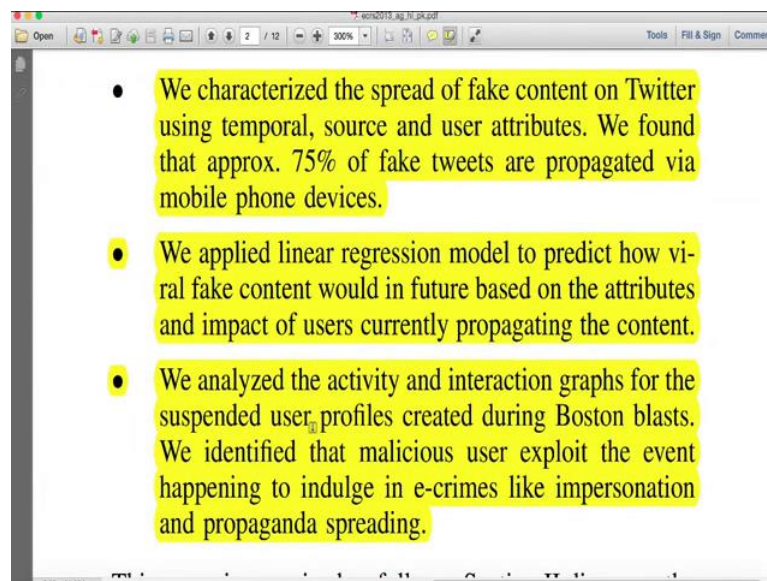 ecrs2013_ag_hl_pk.pdf
Open 2 / 12 300% Tools Fill & Sign Commen
• We characterized the spread of fake content on Twitter
using temporal, source and user attributes. We found
that approx. 75% of fake tweets are propagated via
mobile phone devices.
• We applied linear regression model to predict how vi-
ral fake content would in future based on the attributes
and impact of users currently propagating the content.
• We analyzed the activity and interaction graphs for the
suspended user profiles created during Boston blasts.
We identified that malicious user exploit the event
happening to indulge in e-crimes like impersonation
and propaganda spreading.